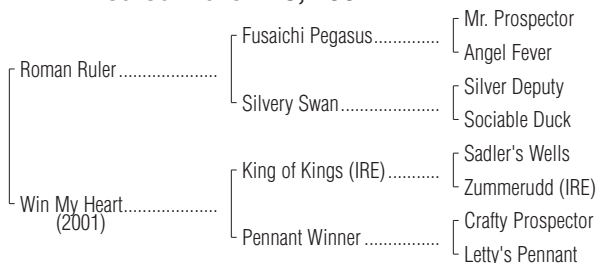 Fusaichi Pegasus............... Mr. Prospector
Angel Fever
Roman Ruler......................
Silvery Swan...................... Silver Deputy
Sociable Duck
King of Kings (IRE)............ Sadler's Wells
Zummerudd (IRE)
Win My Heart.....................
(2001)
Pennant Winner ................. Crafty Prospector
Letty's Pennant